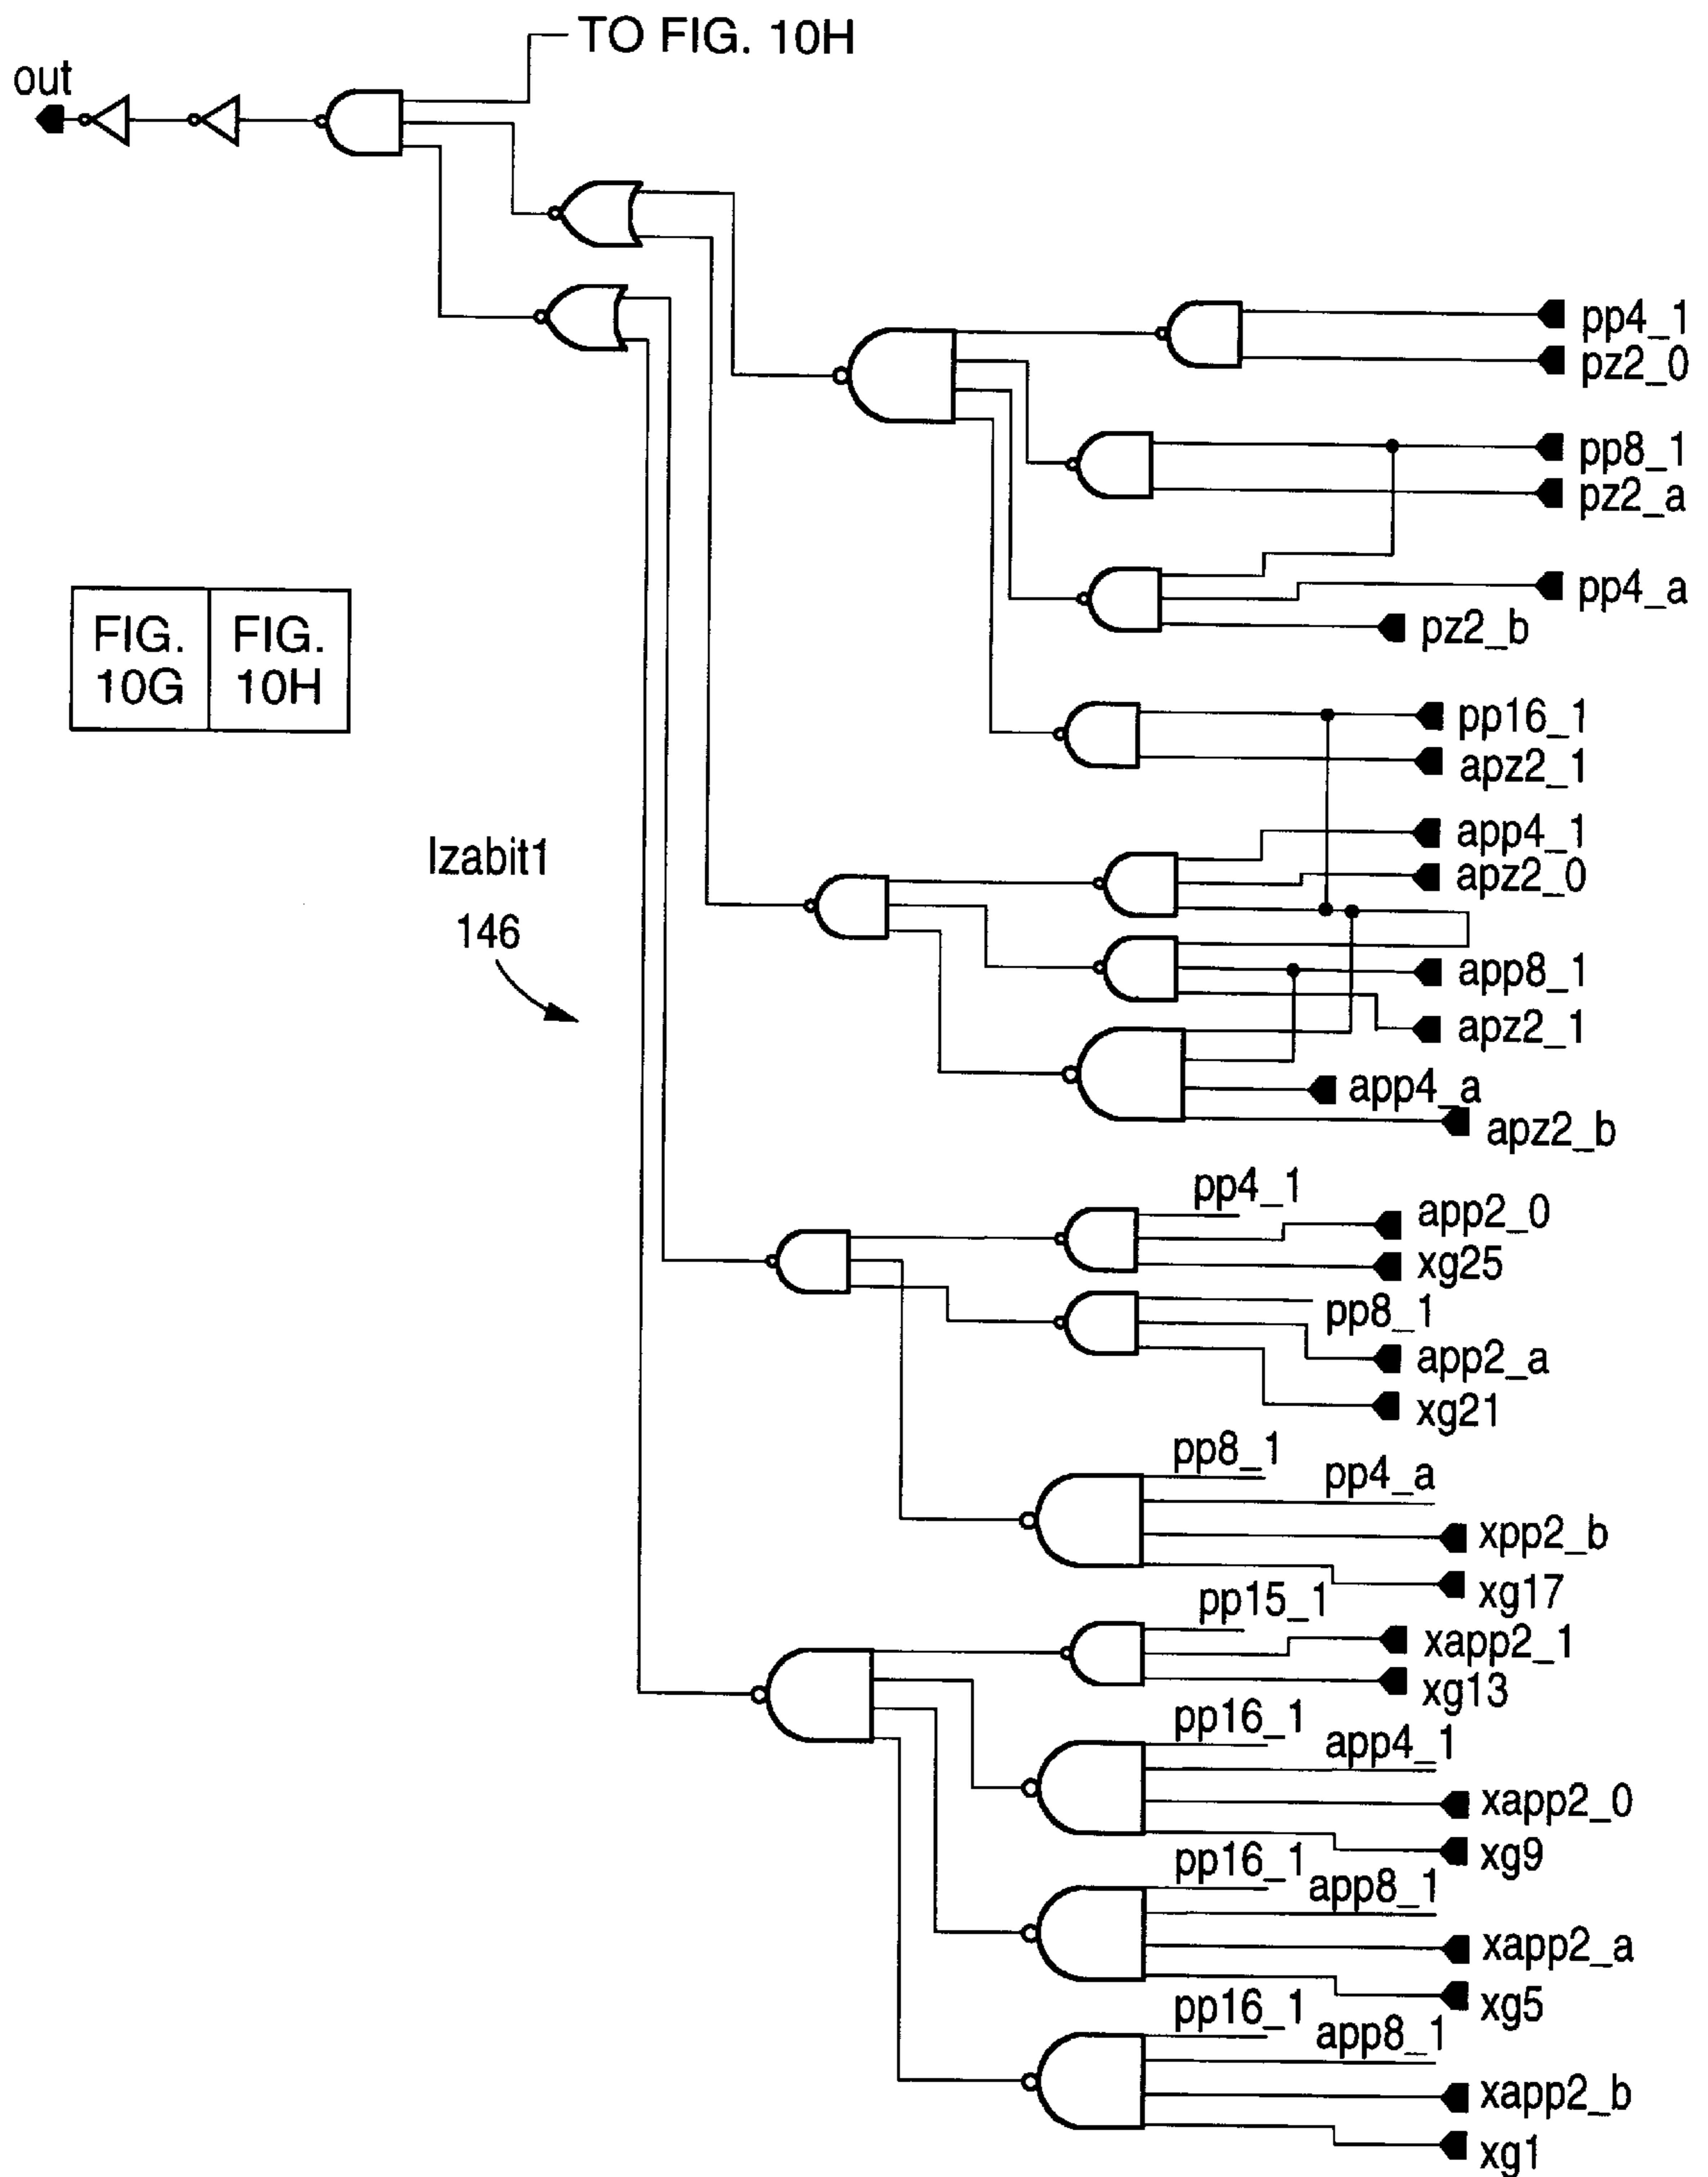 TO FIG. 10H
out
pp4_1
pz2_0
pp8_1
pz2_a
pp4_a
pz2_b
FIG. 10G
FIG. 10H
pp16_1
apz2_1
app4_1
apz2_0
lzabit1
146
app8_1
apz2_1
app4_a
apz2_b
pp4_1
app2_0
xg25
pp8_1
app2_a
xg21
pp8_1
pp4_a
xpp2_b
xg17
pp15_1
xapp2_1
xg13
pp16_1
app4_1
xapp2_0
xg9
pp16_1
app8_1
xapp2_a
xg5
pp16_1
app8_1
xapp2_b
xg1